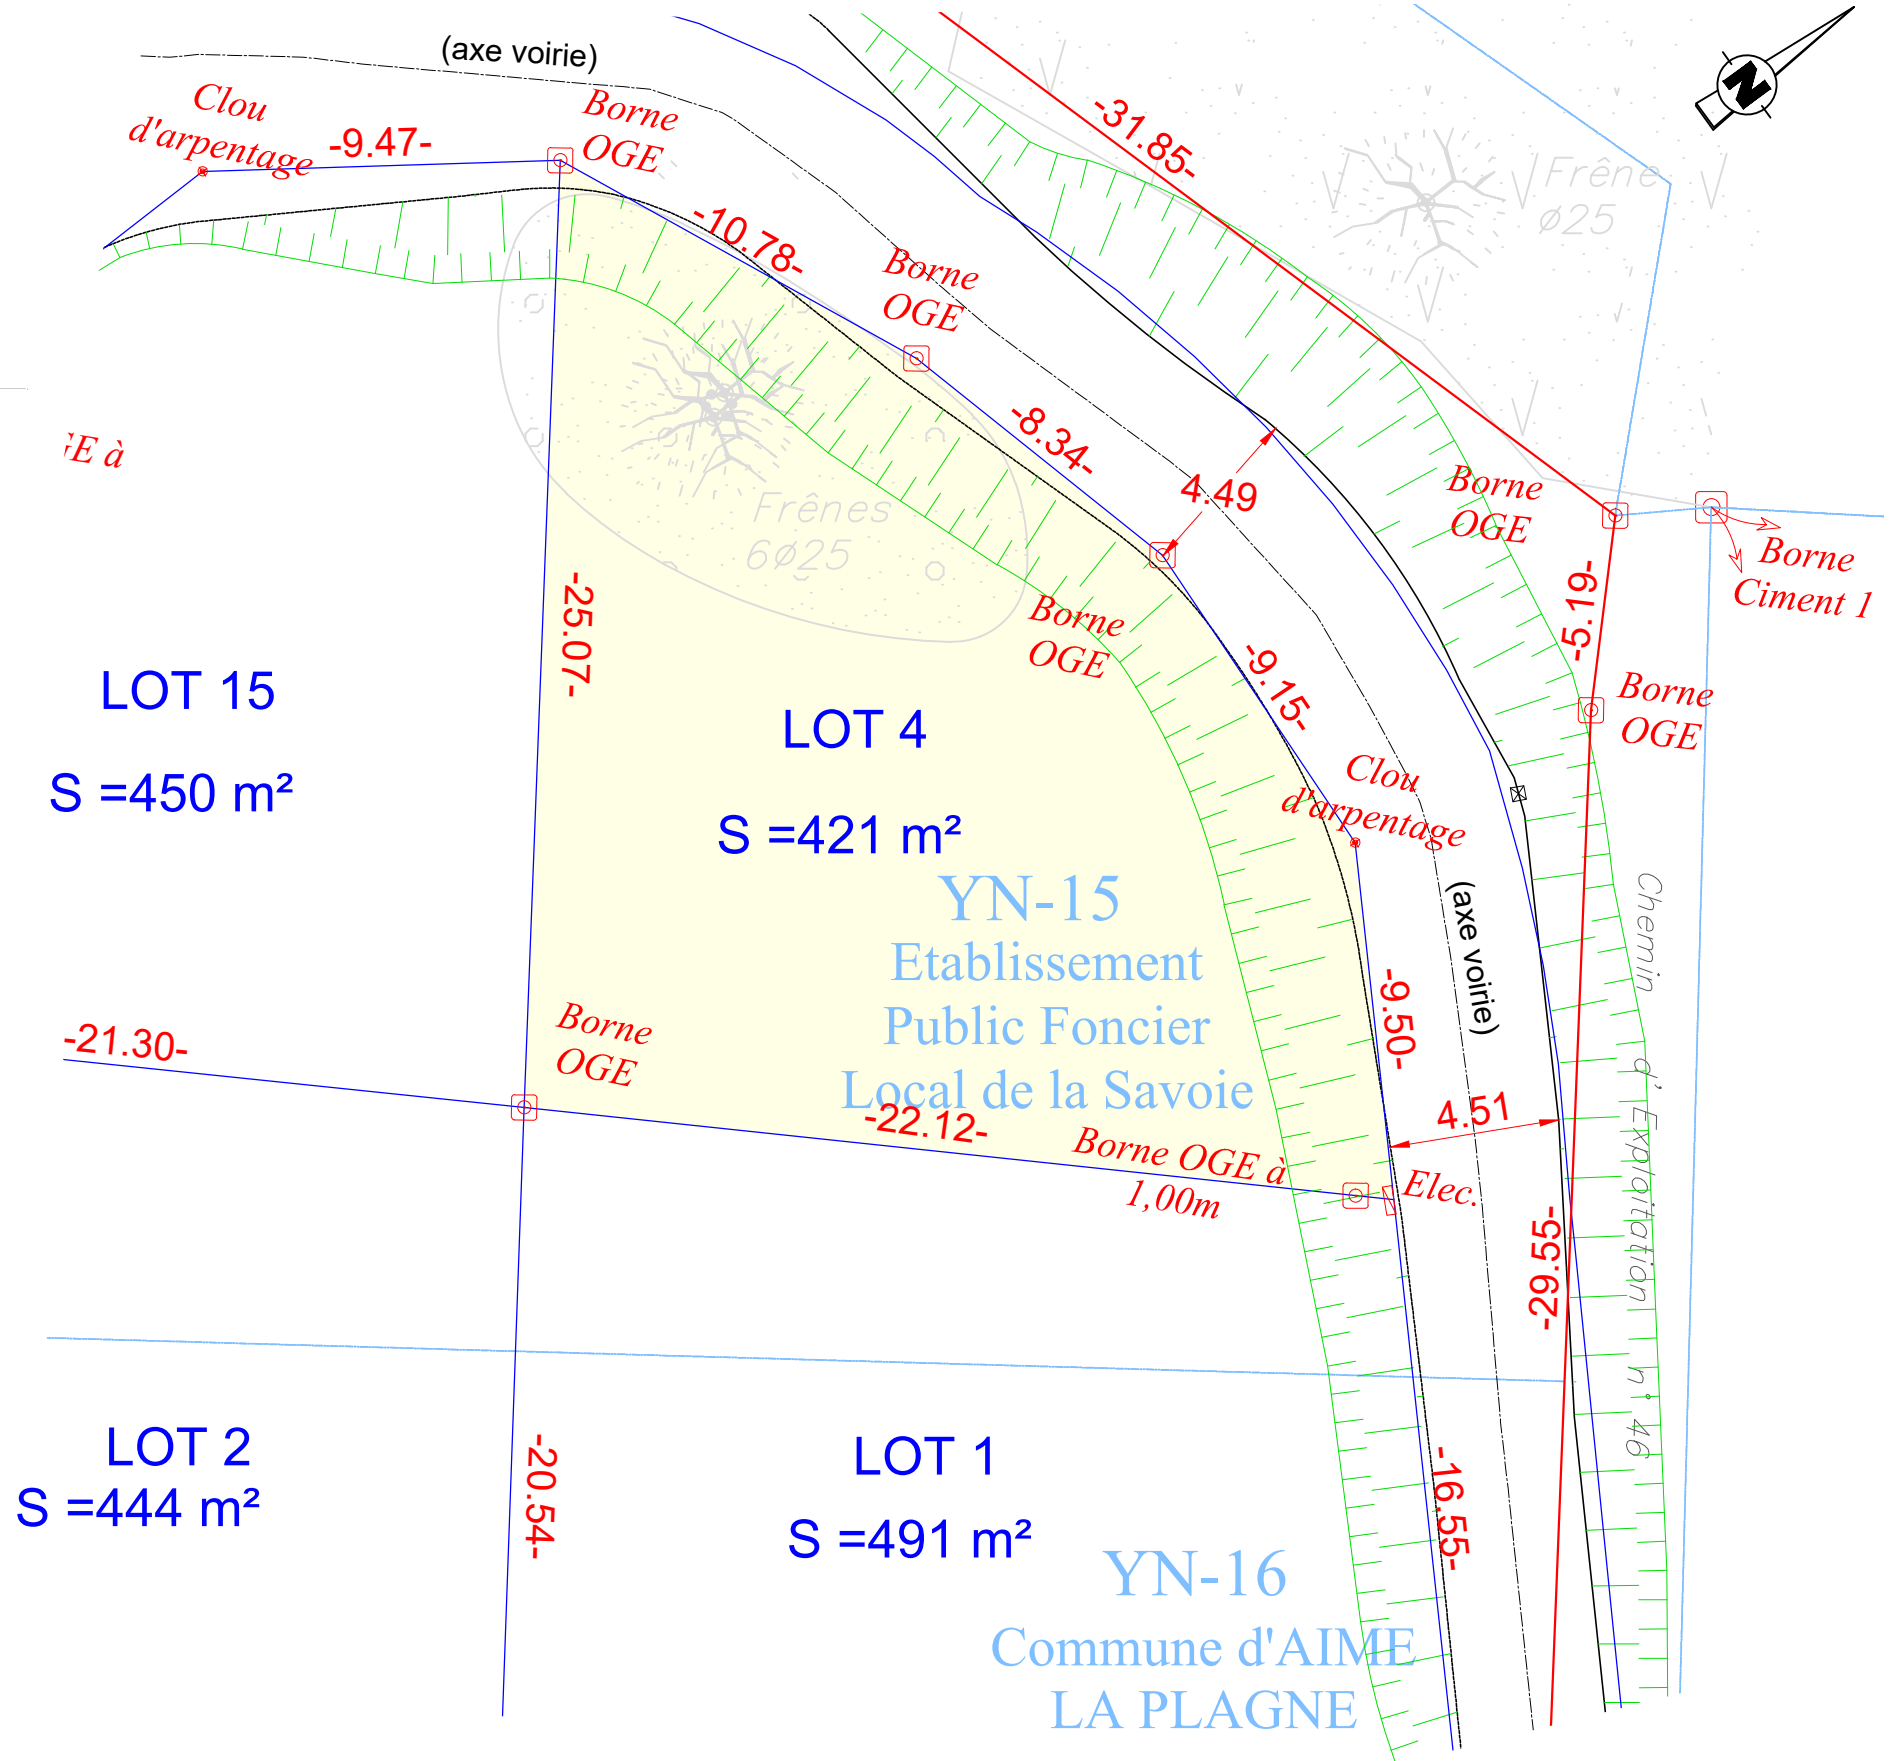 (axe voirie)
Clou
d'arpentage
-9.47-
Borne
OGE
-31.85-
N
Frêne
ø25
-10.78-
Borne
OGE
-8.34-
4.49
GE à
Frênes
6ø25
Borne
OGE
Borne
Ciment 1
-5.19-
-25.07-
Borne
OGE
-9.15-
LOT 15
S =450 m²
LOT 4
S =421 m²
Borne
OGE
Clou
d'arpentage
YN-15
Etablissement
Public Foncier
Local de la Savoie
(axe voirie)
-9.50-
Chemin d'Exploitation n° 46
-21.30-
Borne
OGE
-22.12-
4.51
Borne OGE à
1,00m
Elec.
-29.55-
LOT 2
S =444 m²
-20.54-
LOT 1
S =491 m²
-16.55-
YN-16
Commune d'AIME
LA PLAGNE